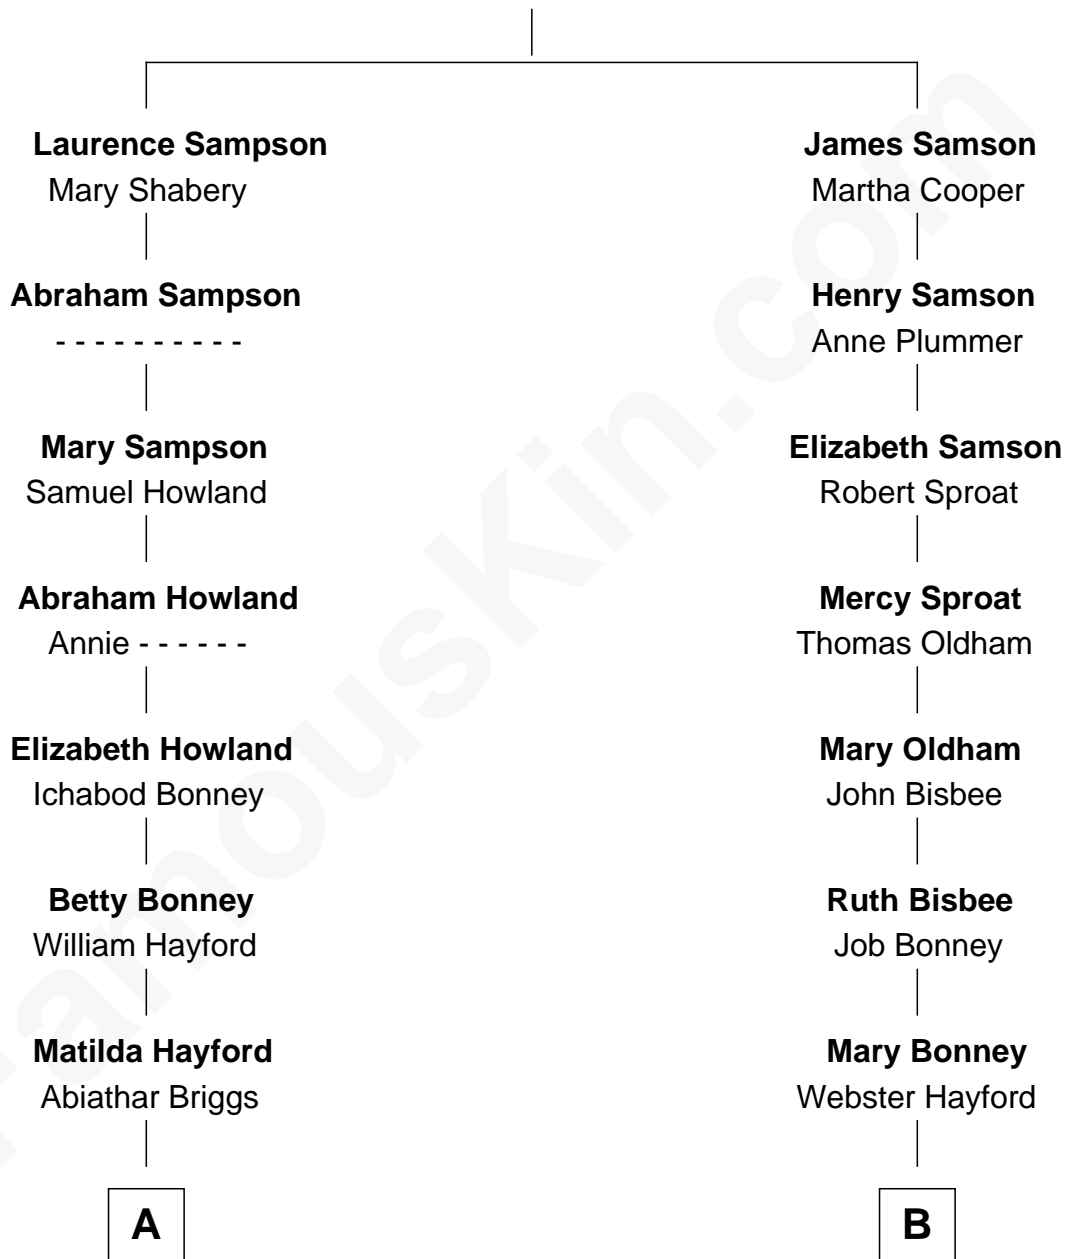 Laurence Sampson
Mary Shabery
Abraham Sampson
- - - - - - - - - -
Mary Sampson
Samuel Howland
Abraham Howland
Annie - - - - - -
Elizabeth Howland
Ichabod Bonney
Betty Bonney
William Hayford
Matilda Hayford
Abiathar Briggs
A
James Samson
Martha Cooper
Henry Samson
Anne Plummer
Elizabeth Samson
Robert Sproat
Mercy Sproat
Thomas Oldham
Mary Oldham
John Bisbee
Ruth Bisbee
Job Bonney
Mary Bonney
Webster Hayford
B
FamousKin.com